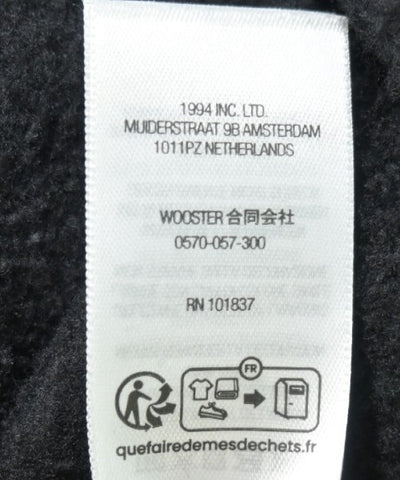 1994 INC. LTD.
MUIDERSTRAAT 9B AMSTERDAM
1011PZ NETHERLANDS
WOOSTER 合同会社
0570-057-300
RN 101837
FR
quefairedemesdechets.fr